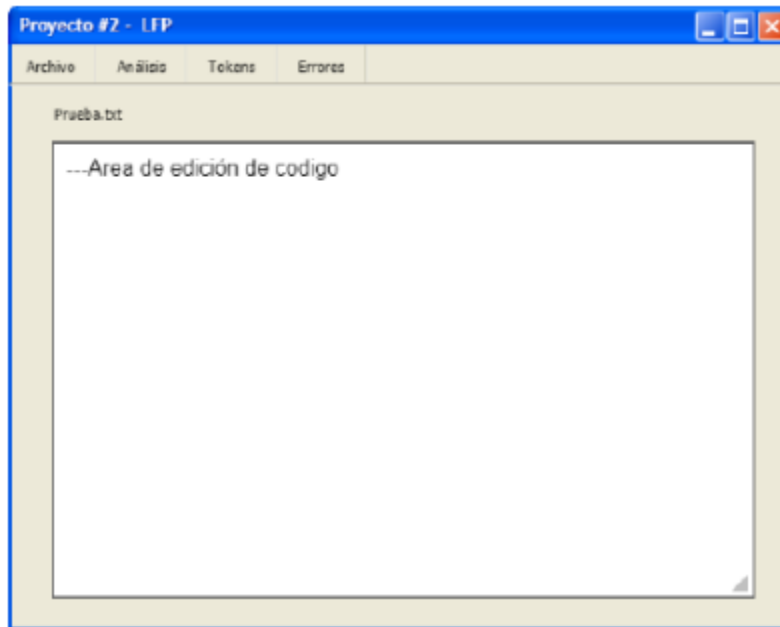 Proyecto #2 - LFP
Archivo Análisis Tokens Errores
Prueba.txt
---Area de edición de codigo